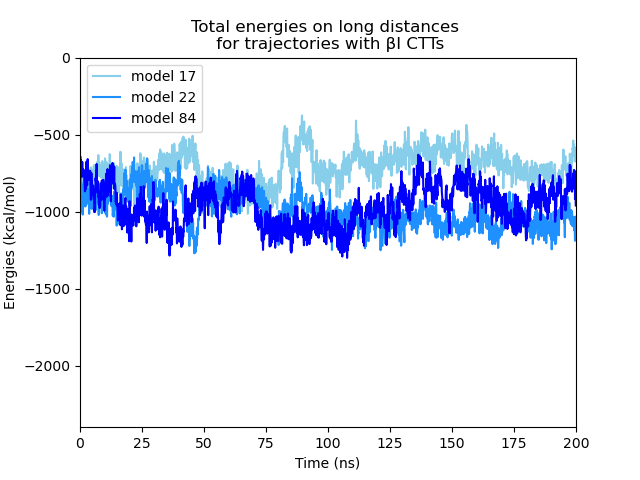 Total energies on long distances
for trajectories with βI CTTs
model 17
model 22
model 84
0
−500
−1000
−1500
−2000
Energies (kcal/mol)
0 25 50 75 100 125 150 175 200
Time (ns)